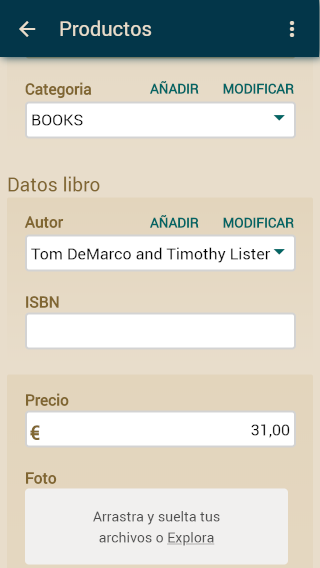 Productos
Categoria AÑADIR MODIFICAR
BOOKS
Datos libro
Autor AÑADIR MODIFICAR
Tom DeMarco and Timothy Lister
ISBN
Precio
€ 31,00
Foto
Arrastra y suelta tus
archivos o Explora